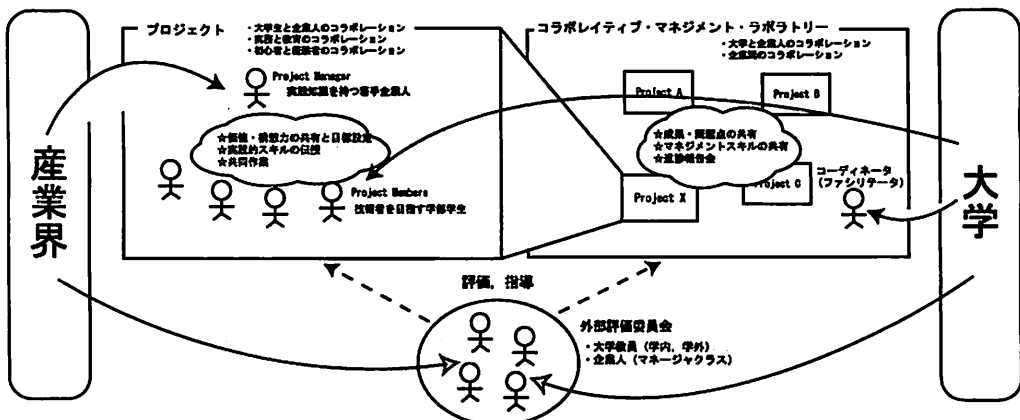 産業界
プロジェクト
・大学生と企業人のコラボレーション
・実務と教育のコラボレーション
・初心者と経験者のコラボレーション
Project Manager
実践知識を持つ若手企業人
★価値・構想力の共有と目標設定
★実践的スキルの伝授
★共同作業
Project Members
技術者を目指す学部学生
コラボレイティブ・マネジメント・ラボラトリー
・大学と企業人のコラボレーション
・企業間のコラボレーション
Project A
Project B
★成果・問題点の共有
★マネジメントスキルの共有
★進捗報告会
Project C
Project X
コーディネータ
(ファシリテータ)
大学
評価，指導
外部評価委員会
・大学教員（学内，学外）
・企業人（マネージャクラス）